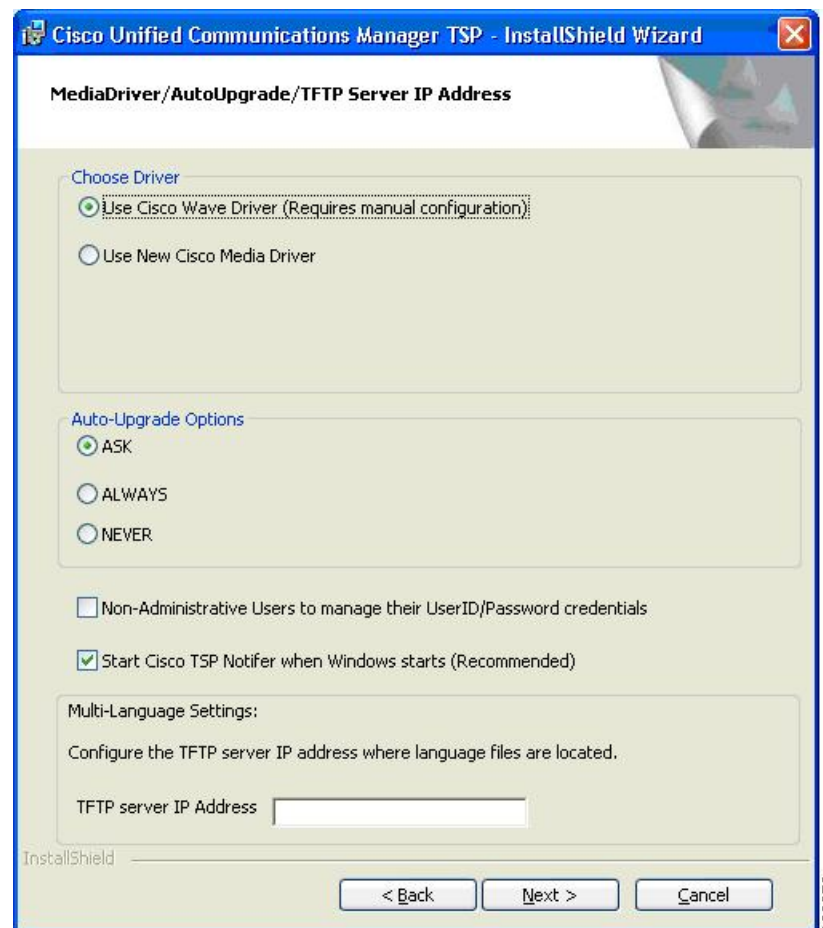 Cisco Unified Communications Manager TSP - InstallShield Wizard
MediaDriver/AutoUpgrade/TFTP Server IP Address
Choose Driver
Use Cisco Wave Driver (Requires manual configuration)
Use New Cisco Media Driver
Auto-Upgrade Options
ASK
ALWAYS
NEVER
Non-Administrative Users to manage their UserID/Password credentials
Start Cisco TSP Notifer when Windows starts (Recommended)
Multi-Language Settings:
Configure the TFTP server IP address where language files are located.
TFTP server IP Address
InstallShield
< Back
Next >
Cancel